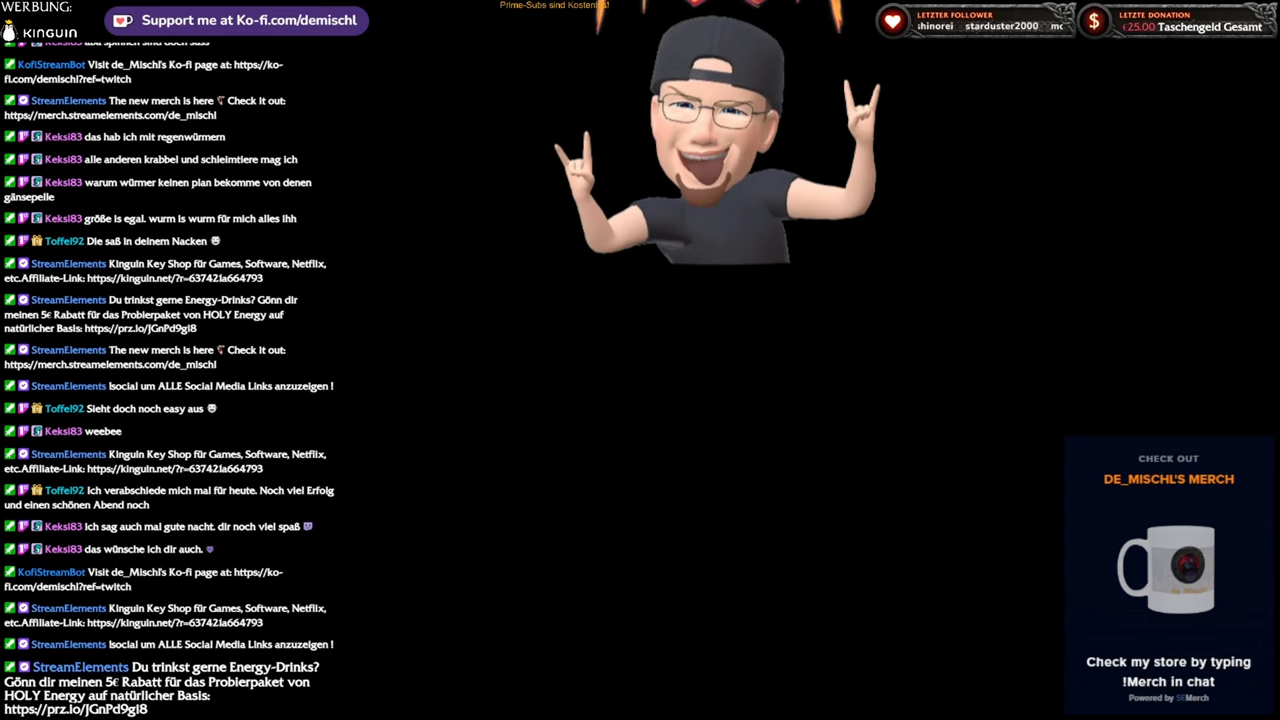 WERBUNG:
KINGUIN
Support me at Ko-fi.com/demischl
Prime-Subs sind Kostenlos!
LETZTER FOLLOWER
shinorei starduster2000 mc
LETZTE DONATION
€25.00 Taschengeld Gesamt
KofiStreamBot Visit de_Mischl's Ko-fi page at: https://ko-
fi.com/demischl?ref=twitch
StreamElements The new merch is here Check it out:
https://merch.streamelements.com/de_mischl
Keksi83 das hab ich mit regenwürmern
Keksi83 alle anderen krabbel und schleimtiere mag ich
Keksi83 warum würmer keinen plan bekomme von denen
gänsepelle
Keksi83 größe is egal. wurm is wurm für mich alles ihh
Toffel92 Die saß in deinem Nacken
StreamElements Kinguin Key Shop für Games, Software, Netflix,
etc.Affiliate-Link: https://kinguin.net/?r=637421a664793
StreamElements Du trinkst gerne Energy-Drinks? Gönn dir
meinen 5€ Rabatt für das Probierpaket von HOLY Energy auf
natürlicher Basis: https://prz.io/JGnPd9gi8
StreamElements The new merch is here Check it out:
https://merch.streamelements.com/de_mischl
StreamElements !social um ALLE Social Media Links anzuzeigen !
Toffel92 Sieht doch noch easy aus
Keksi83 weebee
StreamElements Kinguin Key Shop für Games, Software, Netflix,
etc.Affiliate-Link: https://kinguin.net/?r=637421a664793
Toffel92 Ich verabschiede mich mal für heute. Noch viel Erfolg
und einen schönen Abend noch
Keksi83 ich sag auch mal gute nacht. dir noch viel spaß
Keksi83 das wünsche ich dir auch.
KofiStreamBot Visit de_Mischl's Ko-fi page at: https://ko-
fi.com/demischl?ref=twitch
StreamElements Kinguin Key Shop für Games, Software, Netflix,
etc.Affiliate-Link: https://kinguin.net/?r=637421a664793
StreamElements !social um ALLE Social Media Links anzuzeigen !
StreamElements Du trinkst gerne Energy-Drinks?
Gönn dir meinen 5€ Rabatt für das Probierpaket von
HOLY Energy auf natürlicher Basis:
https://prz.io/JGnPd9gi8
CHECK OUT
DE_MISCHL'S MERCH
Check my store by typing
!Merch in chat
Powered by SEMerch